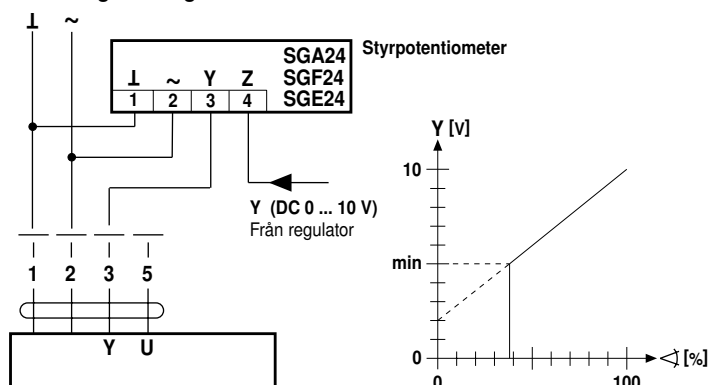 ⊥ ~
SGA24
SGF24
SGE24
Styrpotentiometer
⊥ ~ Y Z
1 2 3 4
Y (DC 0 ... 10 V)
Från regulator
1 2 3 5
Y U
Y [V]
10
min
0
0 100
[%]